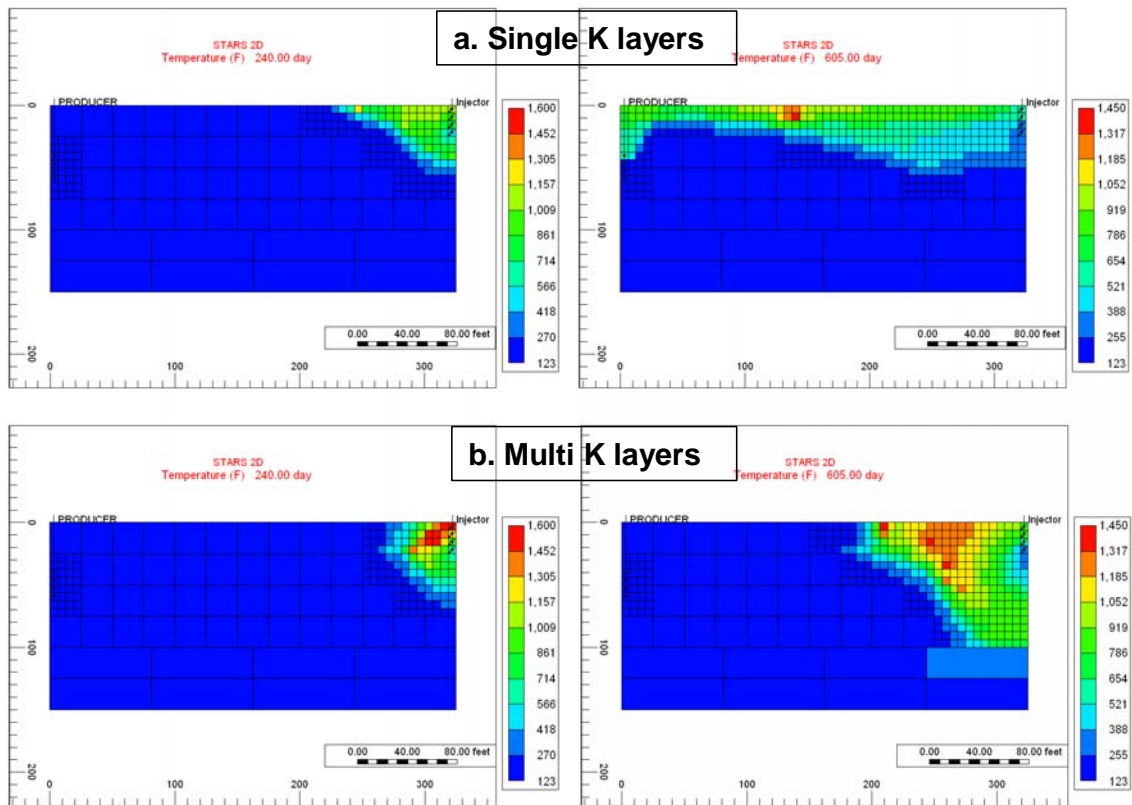 a. Single K layers
STARS 2D
Temperature (F) 240.00 day
PRODUCER
Injector
0
100
200
0 100 200 300
0.00 40.00 80.00 feet
1,600
1,452
1,305
1,157
1,009
861
714
566
418
270
123
STARS 2D
Temperature (F) 605.00 day
PRODUCER
Injector
0
100
200
0 100 200 300
0.00 40.00 80.00 feet
1,450
1,317
1,185
1,052
919
786
654
521
388
255
123
b. Multi K layers
STARS 2D
Temperature (F) 240.00 day
PRODUCER
Injector
0
100
200
0 100 200 300
0.00 40.00 80.00 feet
1,600
1,452
1,305
1,157
1,009
861
714
566
418
270
123
STARS 2D
Temperature (F) 605.00 day
PRODUCER
Injector
0
100
200
0 100 200 300
0.00 40.00 80.00 feet
1,450
1,317
1,185
1,052
919
786
654
521
388
255
123